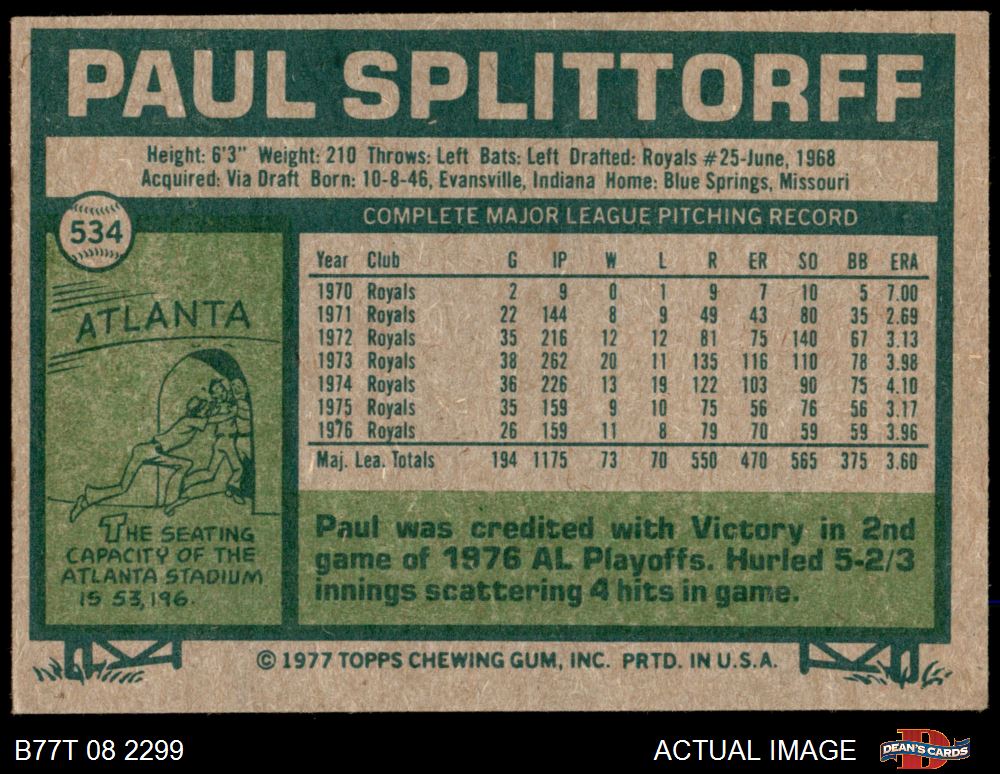 PAUL SPLITTORFF
Height: 6'3" Weight: 210 Throws: Left Bats: Left Drafted: Royals #25-June, 1968
Acquired: Via Draft Born: 10-8-46, Evansville, Indiana Home: Blue Springs, Missouri
534
COMPLETE MAJOR LEAGUE PITCHING RECORD
Year Club G IP W L R ER SO BB ERA
1970 Royals 2 9 0 1 9 7 10 5 7.00
1971 Royals 22 144 8 9 49 43 80 35 2.69
1972 Royals 35 216 12 12 81 75 140 67 3.13
1973 Royals 38 262 20 11 135 116 110 78 3.98
1974 Royals 36 226 13 19 122 103 90 75 4.10
1975 Royals 35 159 9 10 75 56 76 56 3.17
1976 Royals 26 159 11 8 79 70 59 59 3.96
Maj. Lea. Totals 194 1175 73 70 550 470 565 375 3.60
ATLANTA
THE SEATING
CAPACITY OF THE
ATLANTA STADIUM
IS 53,196.
Paul was credited with Victory in 2nd
game of 1976 AL Playoffs. Hurled 5-2/3
innings scattering 4 hits in game.
© 1977 TOPPS CHEWING GUM, INC. PRTD. IN U.S.A.
B77T 08 2299
ACTUAL IMAGE
DEAN'S CARDS